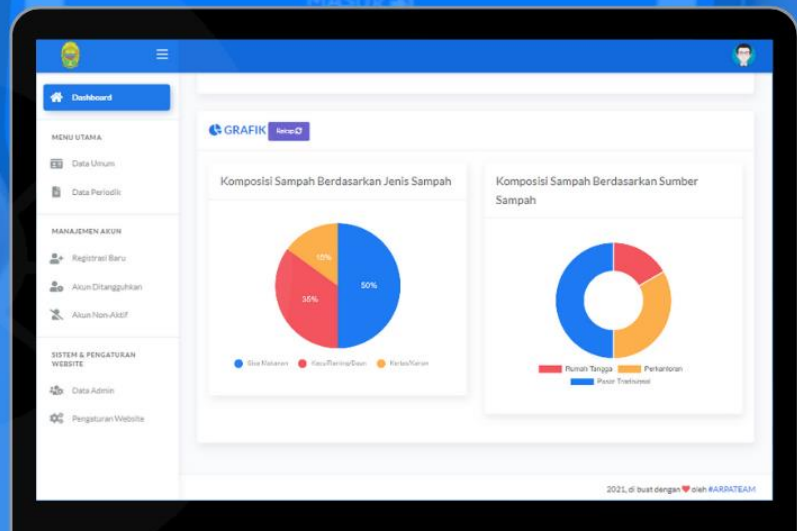 Dashboard
MENU UTAMA
Data Umum
Data Periodik
MANAJEMEN AKUN
Registrasi Baru
Akun Ditangguhkan
Akun Non-Aktif
SISTEM & PENGATURAN
WEBSITE
Data Admin
Pengaturan Website
GRAFIK
Rekap
Komposisi Sampah Berdasarkan Jenis Sampah
15%
50%
35%
Sisa Makanan
Kayu/Ranting/Daun
Kertas/Karton
Komposisi Sampah Berdasarkan Sumber
Sampah
Rumah Tangga Perkantoran
Pasar Tradisional
2021, di buat dengan ❤ oleh #ARPATEAM